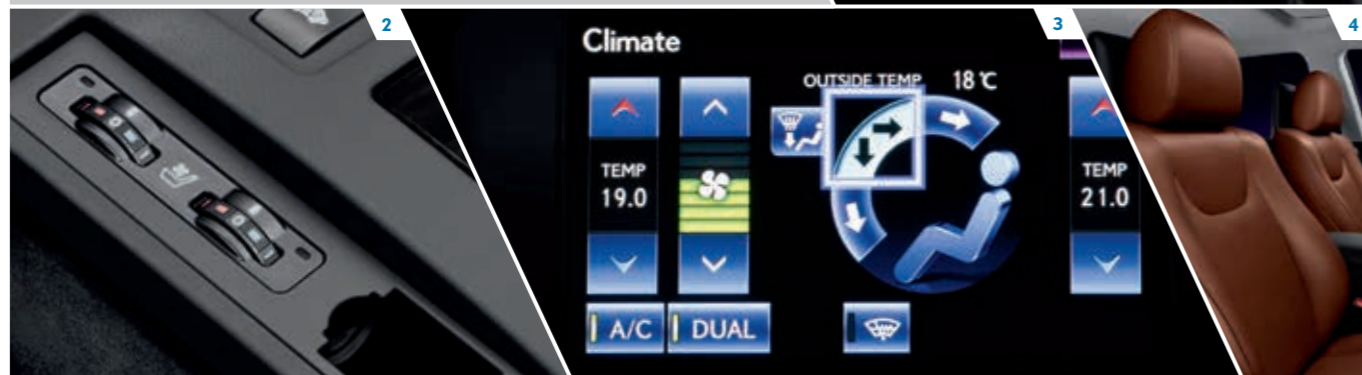 2
3
4
Climate
OUTSIDE TEMP 18 ℃
TEMP
19.0
TEMP
21.0
A/C
DUAL